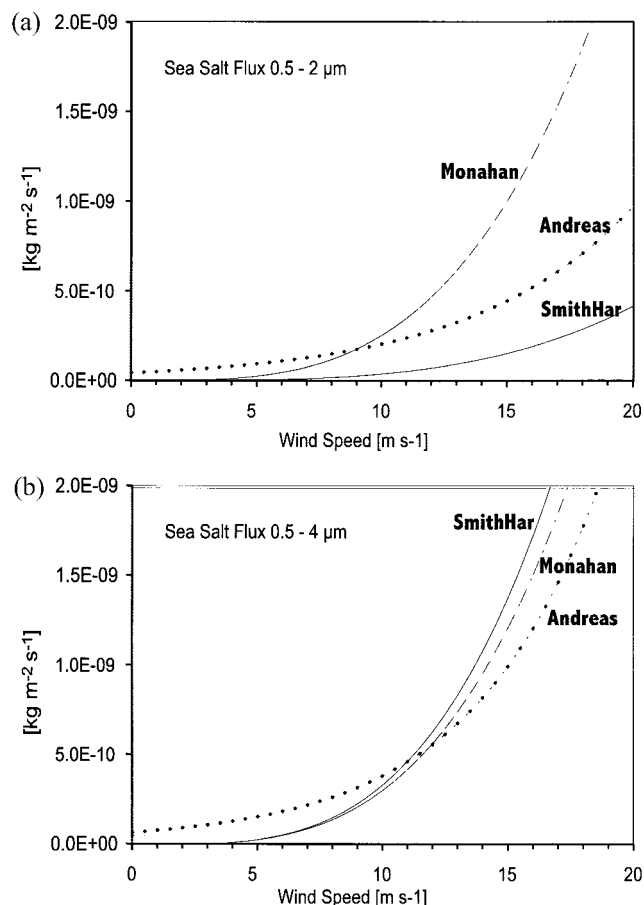 (a)
2.0E-09
Sea Salt Flux 0.5 - 2 µm
1.5E-09
Monahan
[kg m-2 s-1]
1.0E-09
Andreas
5.0E-10
SmithHar
0.0E+00
0 5 10 15 20
Wind Speed [m s-1]
(b)
2.0E-09
SmithHar
Sea Salt Flux 0.5 - 4 µm
1.5E-09
Monahan
Andreas
[kg m-2 s-1]
1.0E-09
5.0E-10
0.0E+00
0 5 10 15 20
Wind Speed [m s-1]